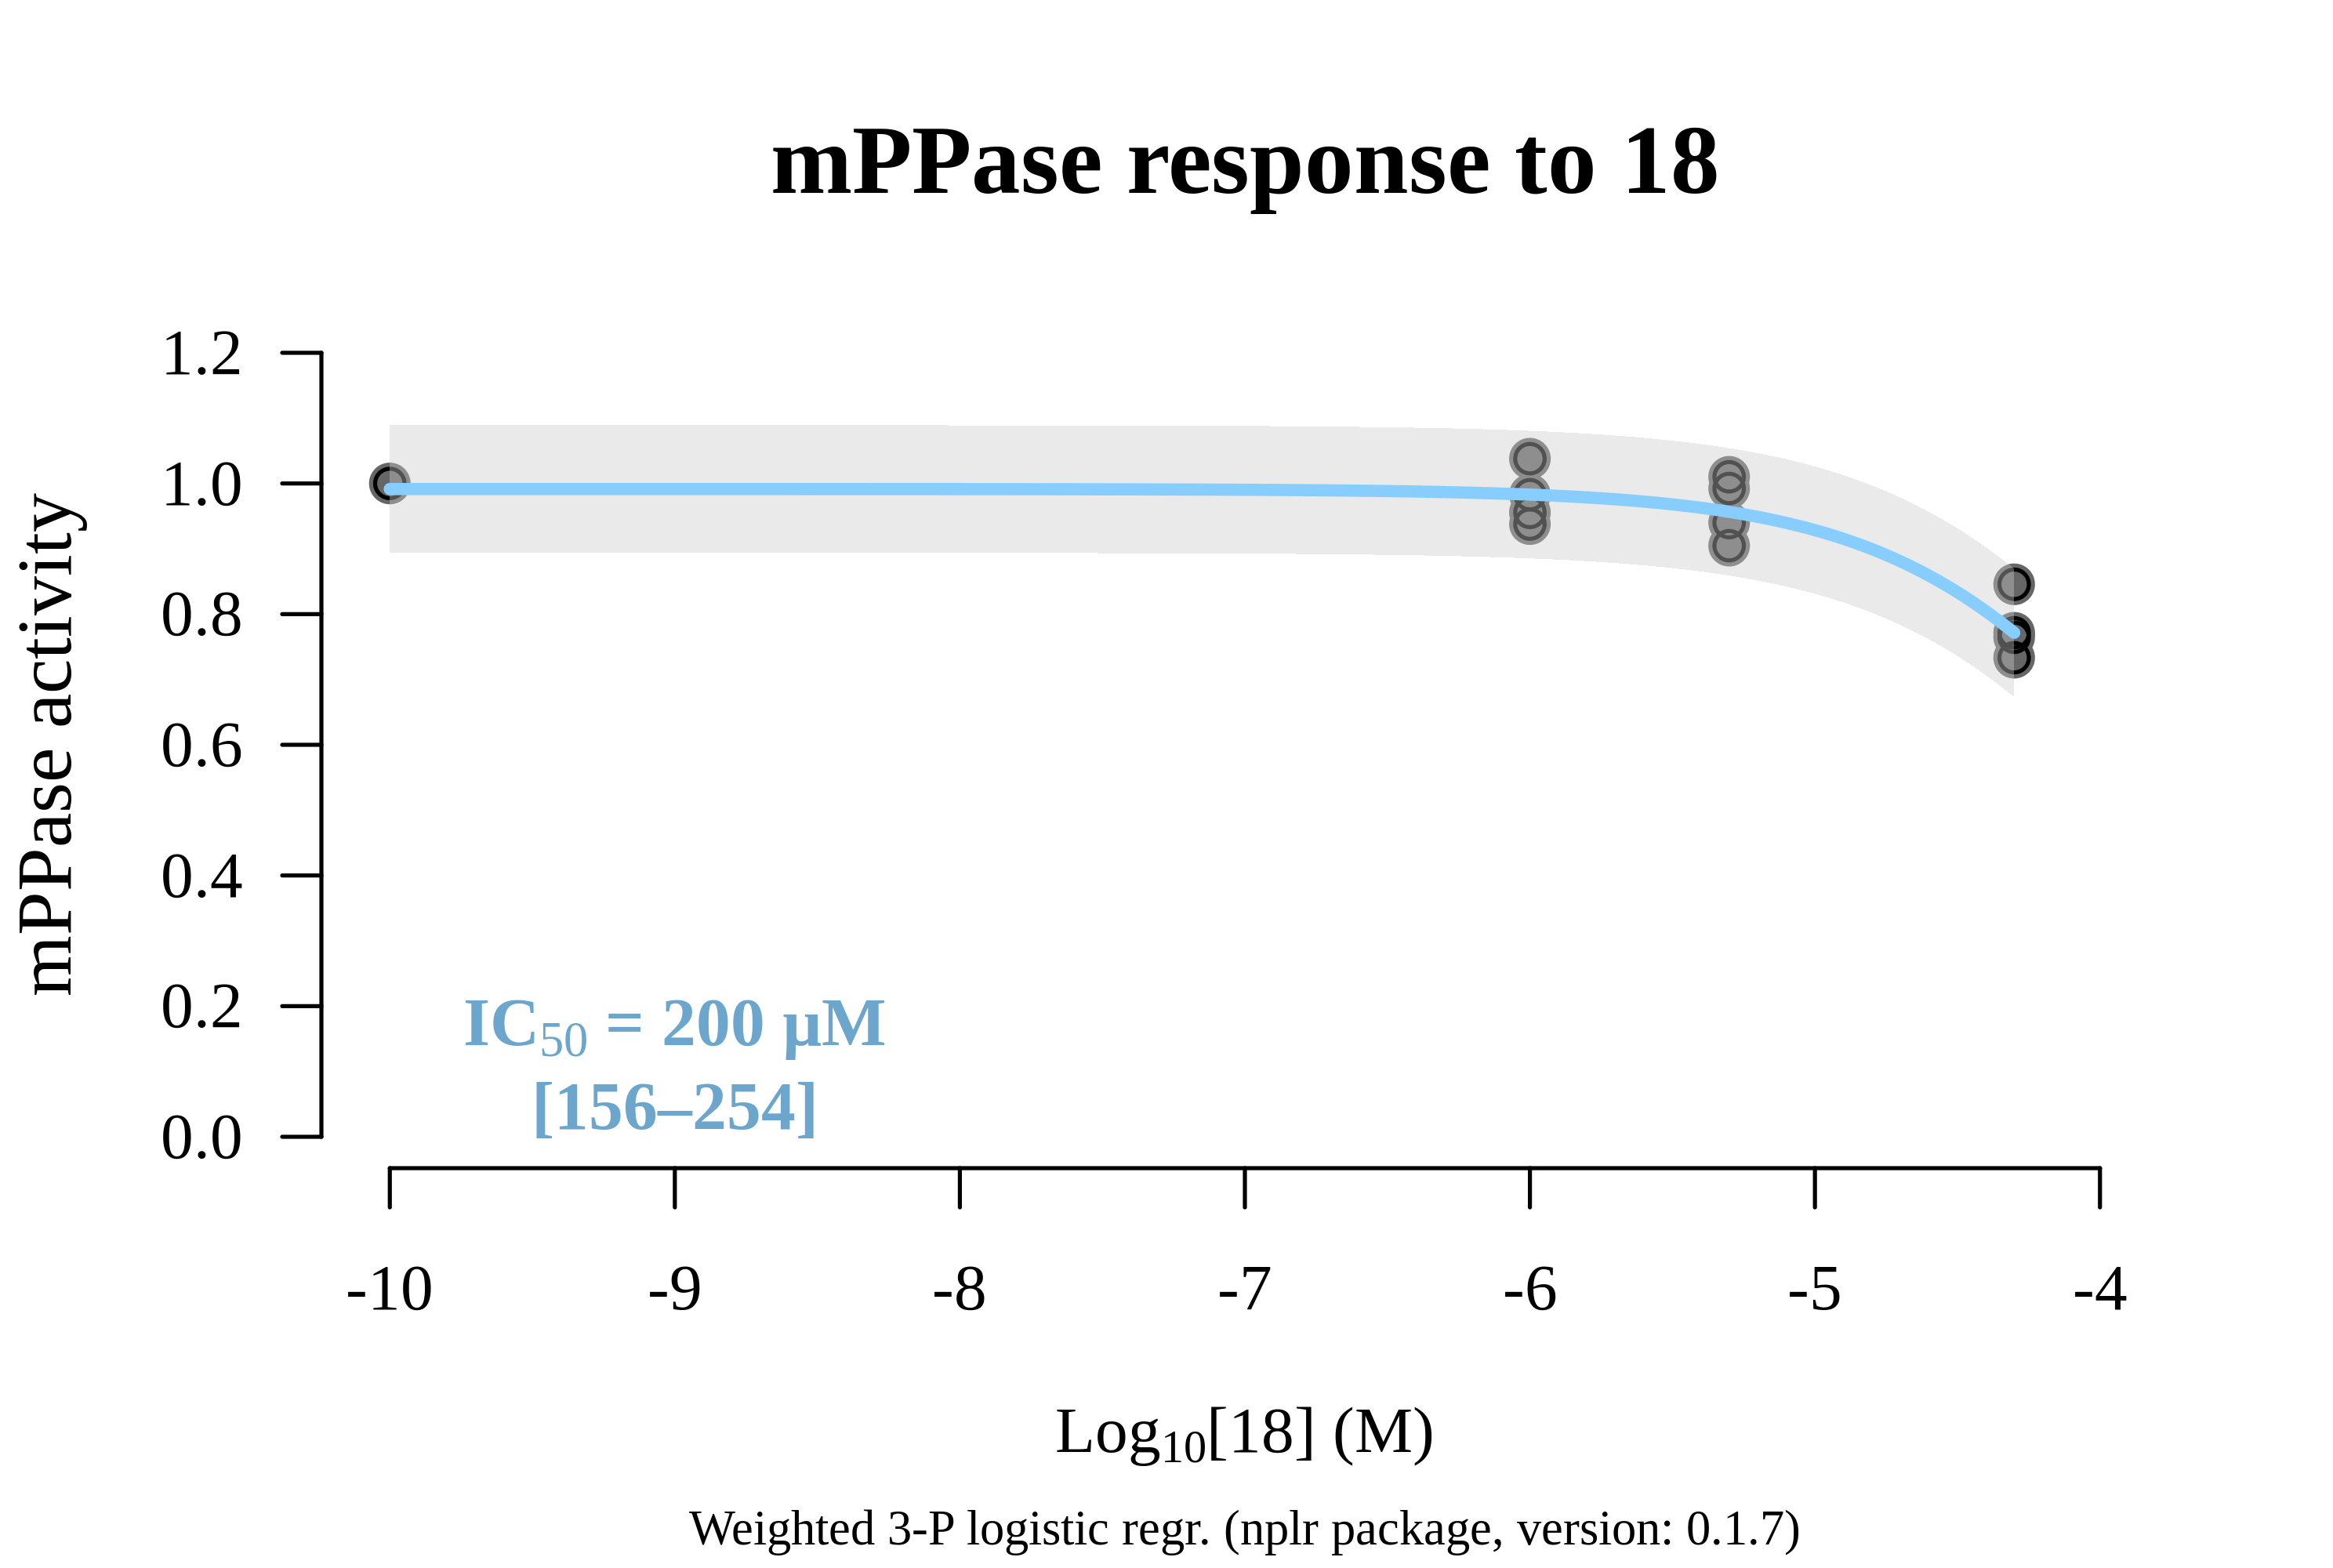 mPPase response to 18
mPPase activity
1.2
1.0
0.8
0.6
0.4
0.2
0.0
IC50 = 200 µM
[156–254]
-10 -9 -8 -7 -6 -5 -4
Log10[18] (M)
Weighted 3-P logistic regr. (nplr package, version: 0.1.7)